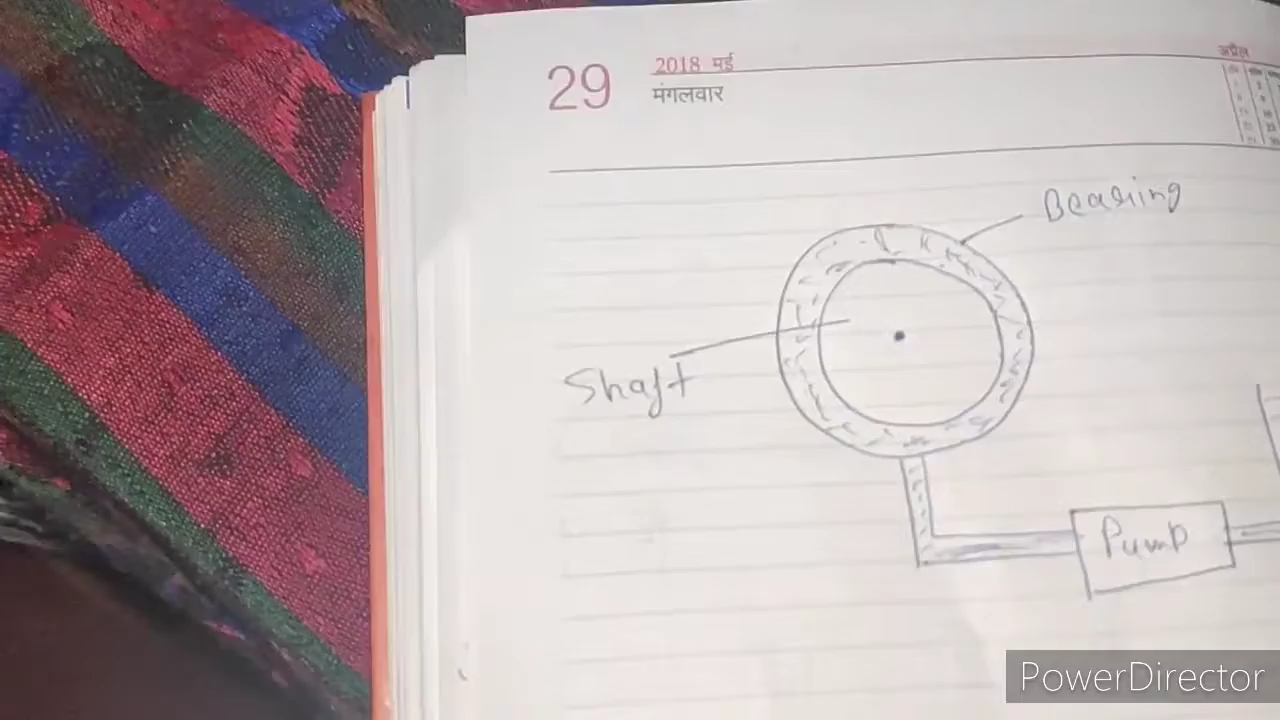 29
2018 मई
मंगलवार
अप्रैल
Bearing
Shaft
Pump
PowerDirector